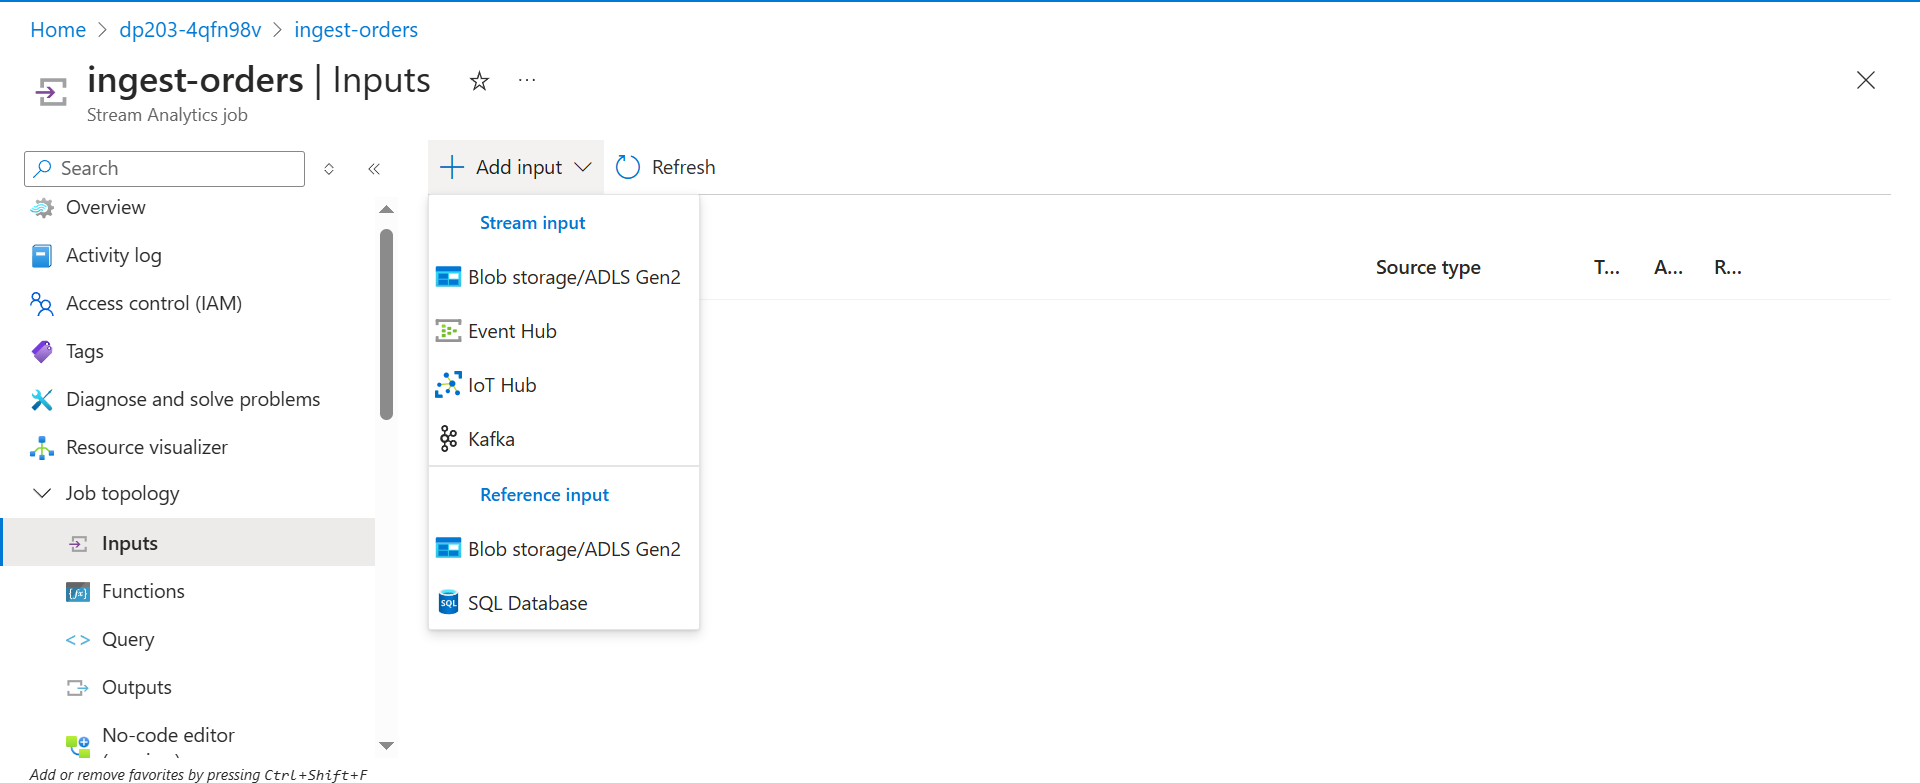 Home > dp203-4qfn98v > ingest-orders
ingest-orders | Inputs
Stream Analytics job
Search
Overview
Activity log
Access control (IAM)
Tags
Diagnose and solve problems
Resource visualizer
Job topology
Inputs
Functions
Query
Outputs
No-code editor
Add or remove favorites by pressing Ctrl+Shift+F
Add input
Refresh
Stream input
Blob storage/ADLS Gen2
Event Hub
IoT Hub
Kafka
Reference input
Blob storage/ADLS Gen2
SQL Database
Source type T... A... R...